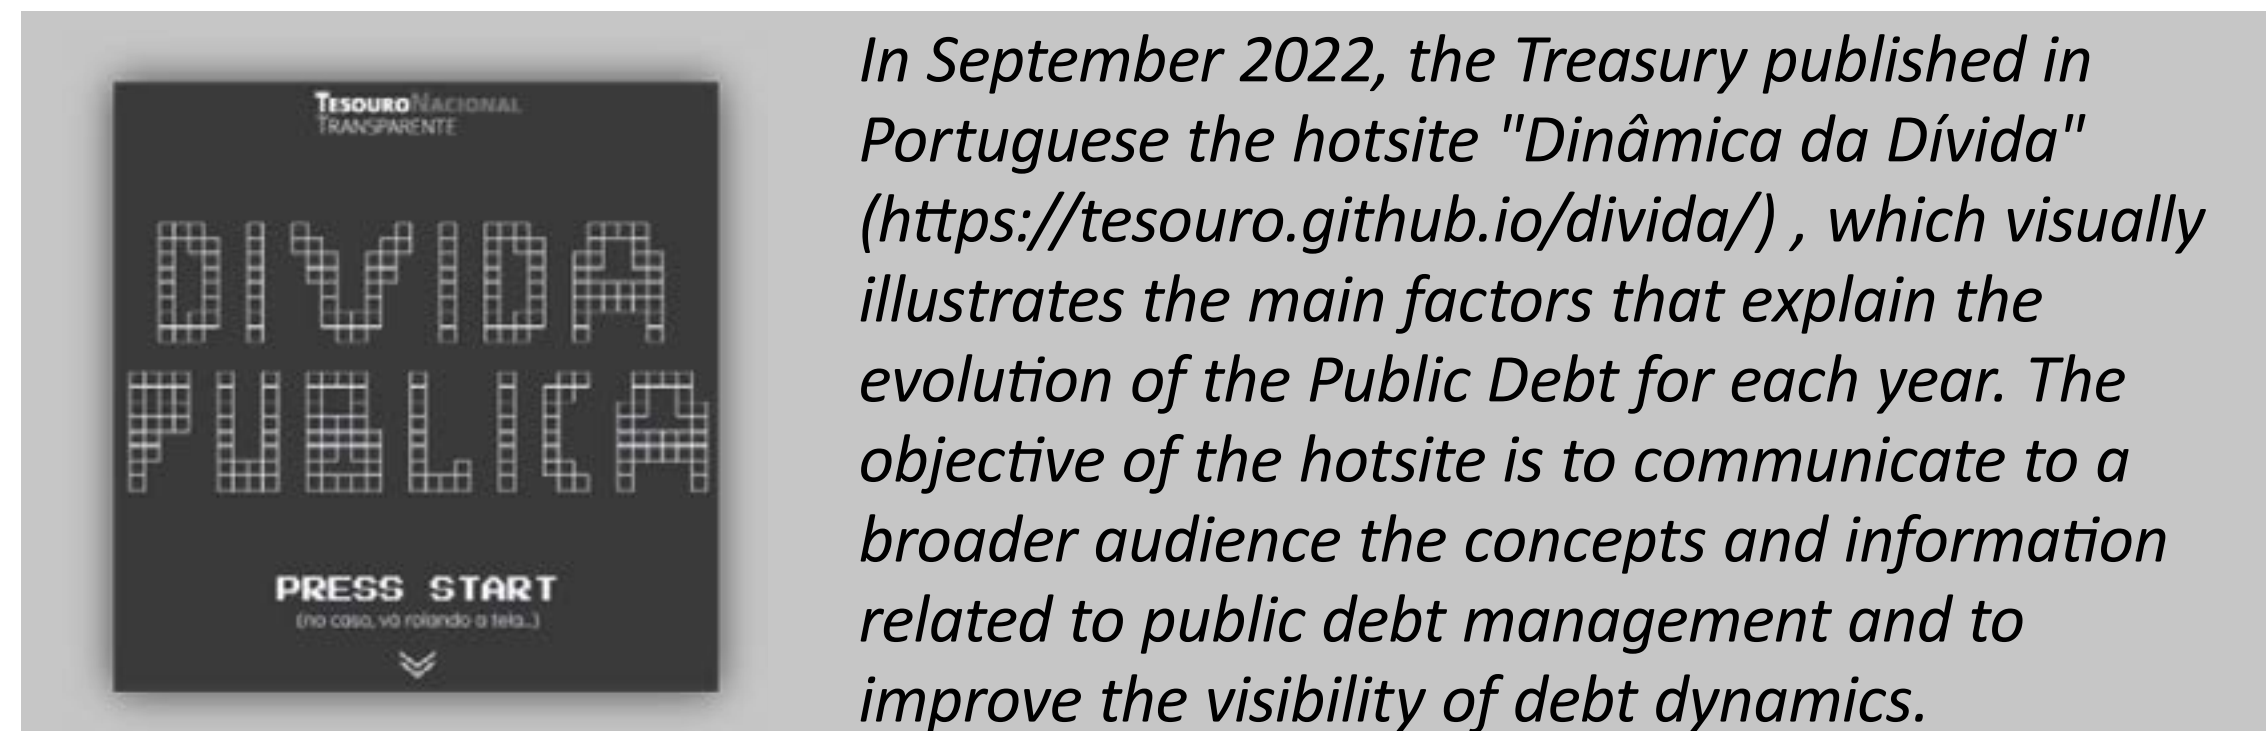 TESOURO NACIONAL
TRANSPARENTE
DIVIDA
PUBLICA
PRESS START
(no caso, vá rolando a tela...)
In September 2022, the Treasury published in
Portuguese the hotsite "Dinâmica da Dívida"
(https://tesouro.github.io/divida/) , which visually
illustrates the main factors that explain the
evolution of the Public Debt for each year. The
objective of the hotsite is to communicate to a
broader audience the concepts and information
related to public debt management and to
improve the visibility of debt dynamics.